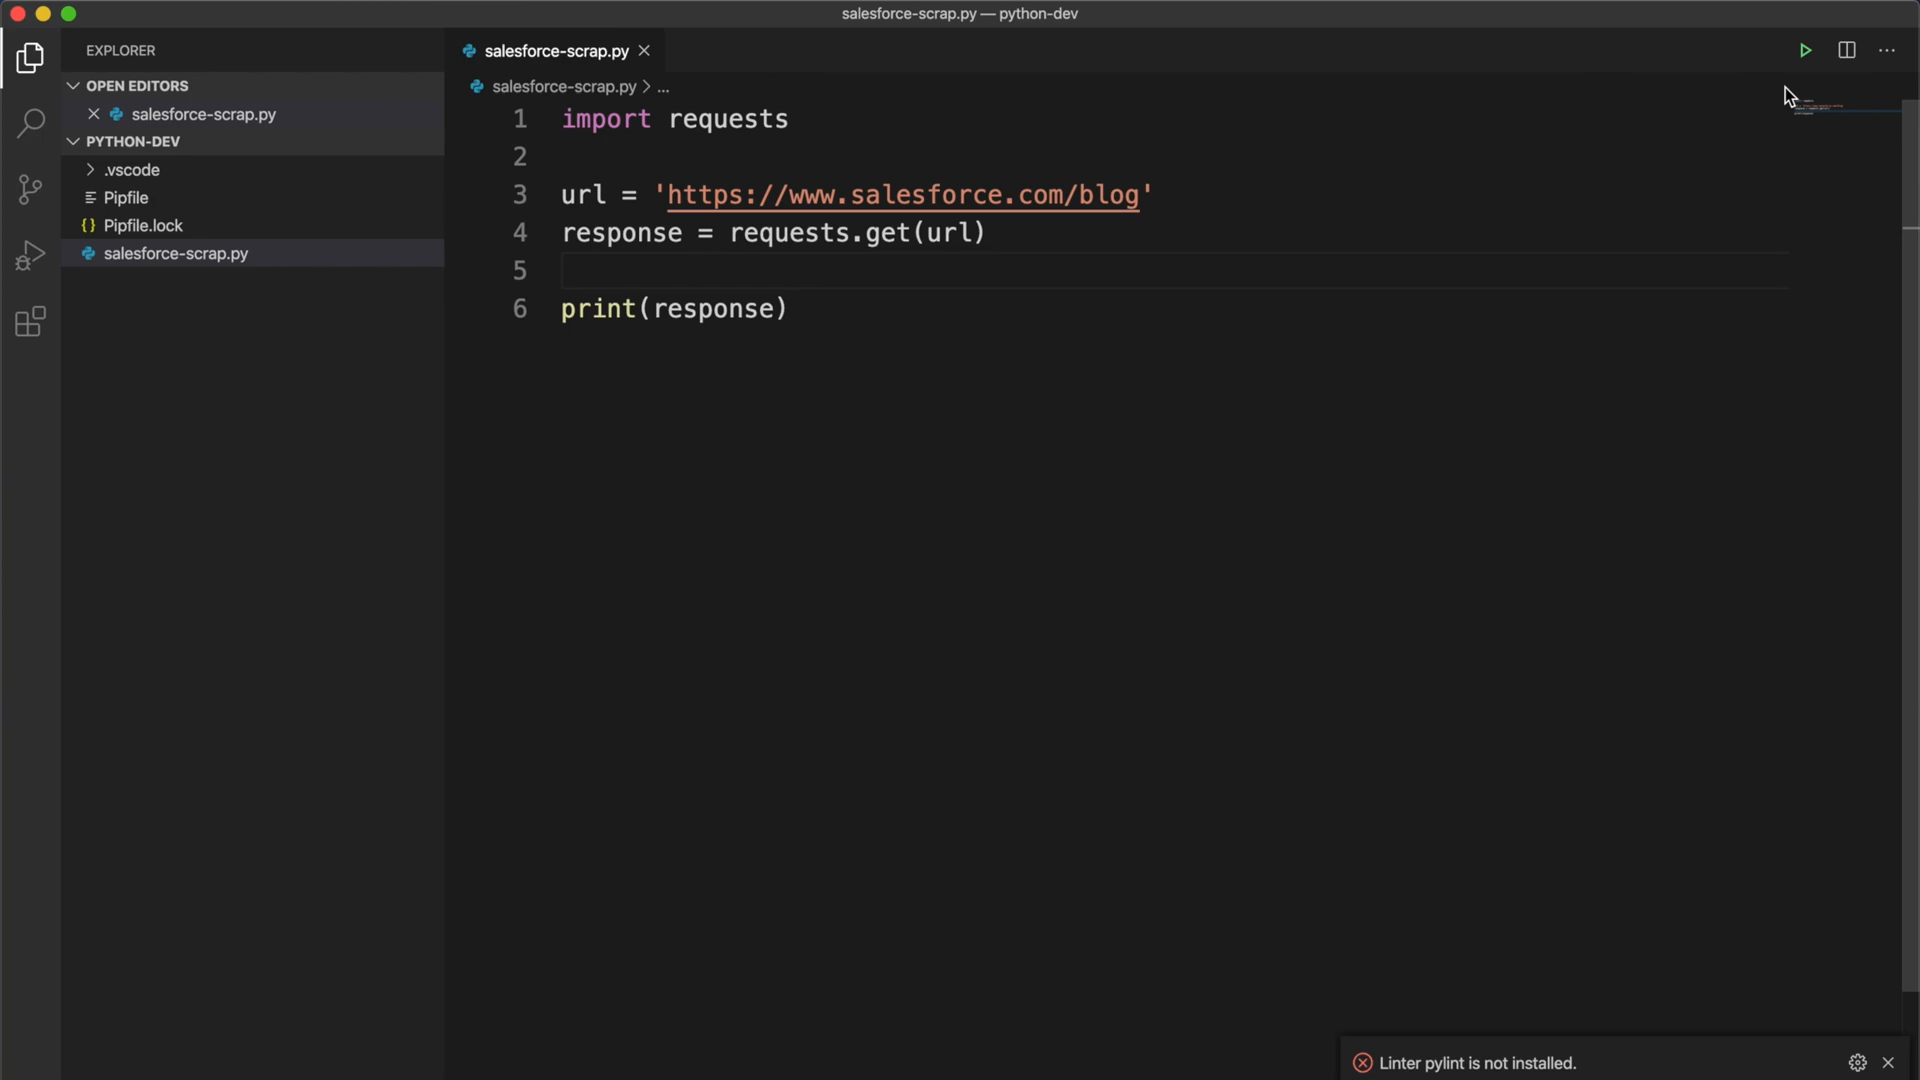 salesforce-scrap.py — python-dev
EXPLORER
OPEN EDITORS
salesforce-scrap.py
PYTHON-DEV
.vscode
Pipfile
{} Pipfile.lock
salesforce-scrap.py
salesforce-scrap.py
salesforce-scrap.py > ...
1 import requests
2
3 url = 'https://www.salesforce.com/blog'
4 response = requests.get(url)
5
6 print(response)
Linter pylint is not installed.